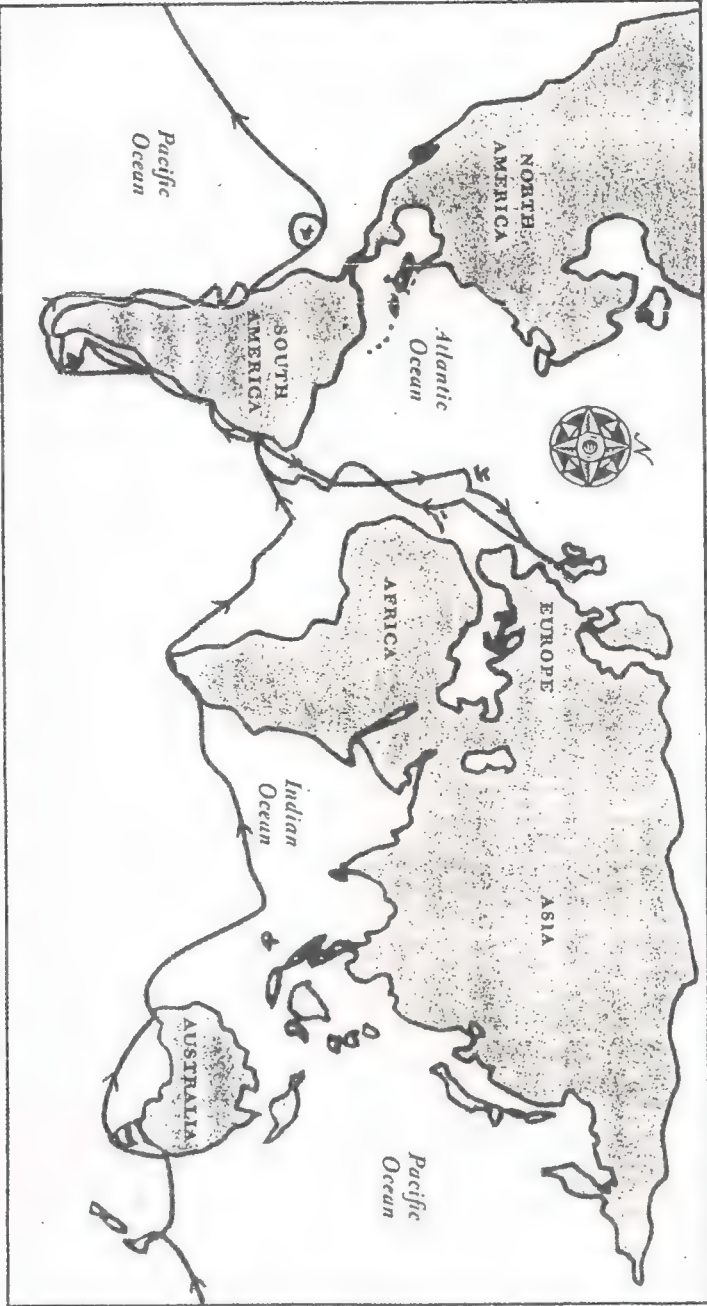 NORTH
AMERICA
Pacific
Ocean
Atlantic
Ocean
SOUTH
AMERICA
N
EUROPE
AFRICA
ASIA
Indian
Ocean
AUSTRALIA
Pacific
Ocean